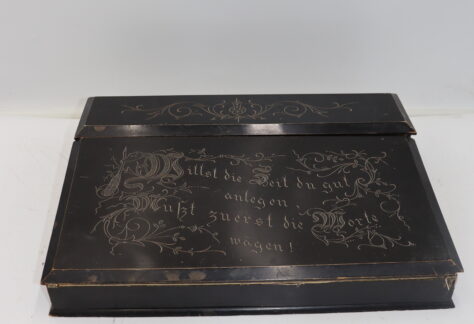 Willst die Zeit du gut
anlegen,
Mußt zuerst die Worte
wägen!